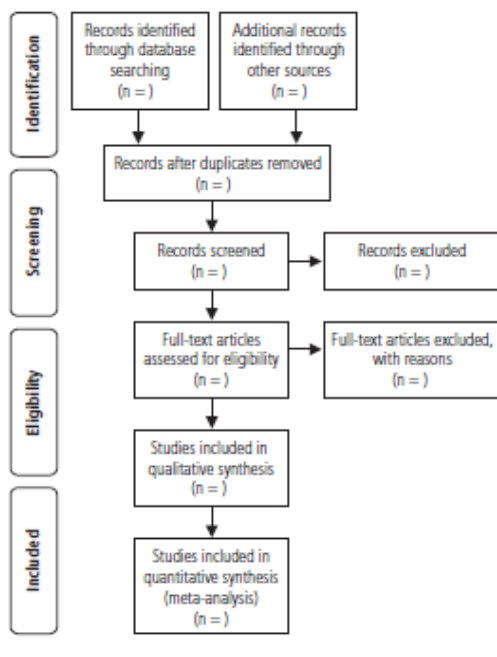 Identification
Records identified
through database
searching
(n = )
Additional records
identified through
other sources
(n = )
Records after duplicates removed
(n = )
Screening
Records screened
(n = )
Records excluded
(n = )
Eligibility
Full-text articles
assessed for eligibility
(n = )
Full-text articles excluded,
with reasons
(n = )
Studies included in
qualitative synthesis
(n = )
Included
Studies included in
quantitative synthesis
(meta-analysis)
(n = )